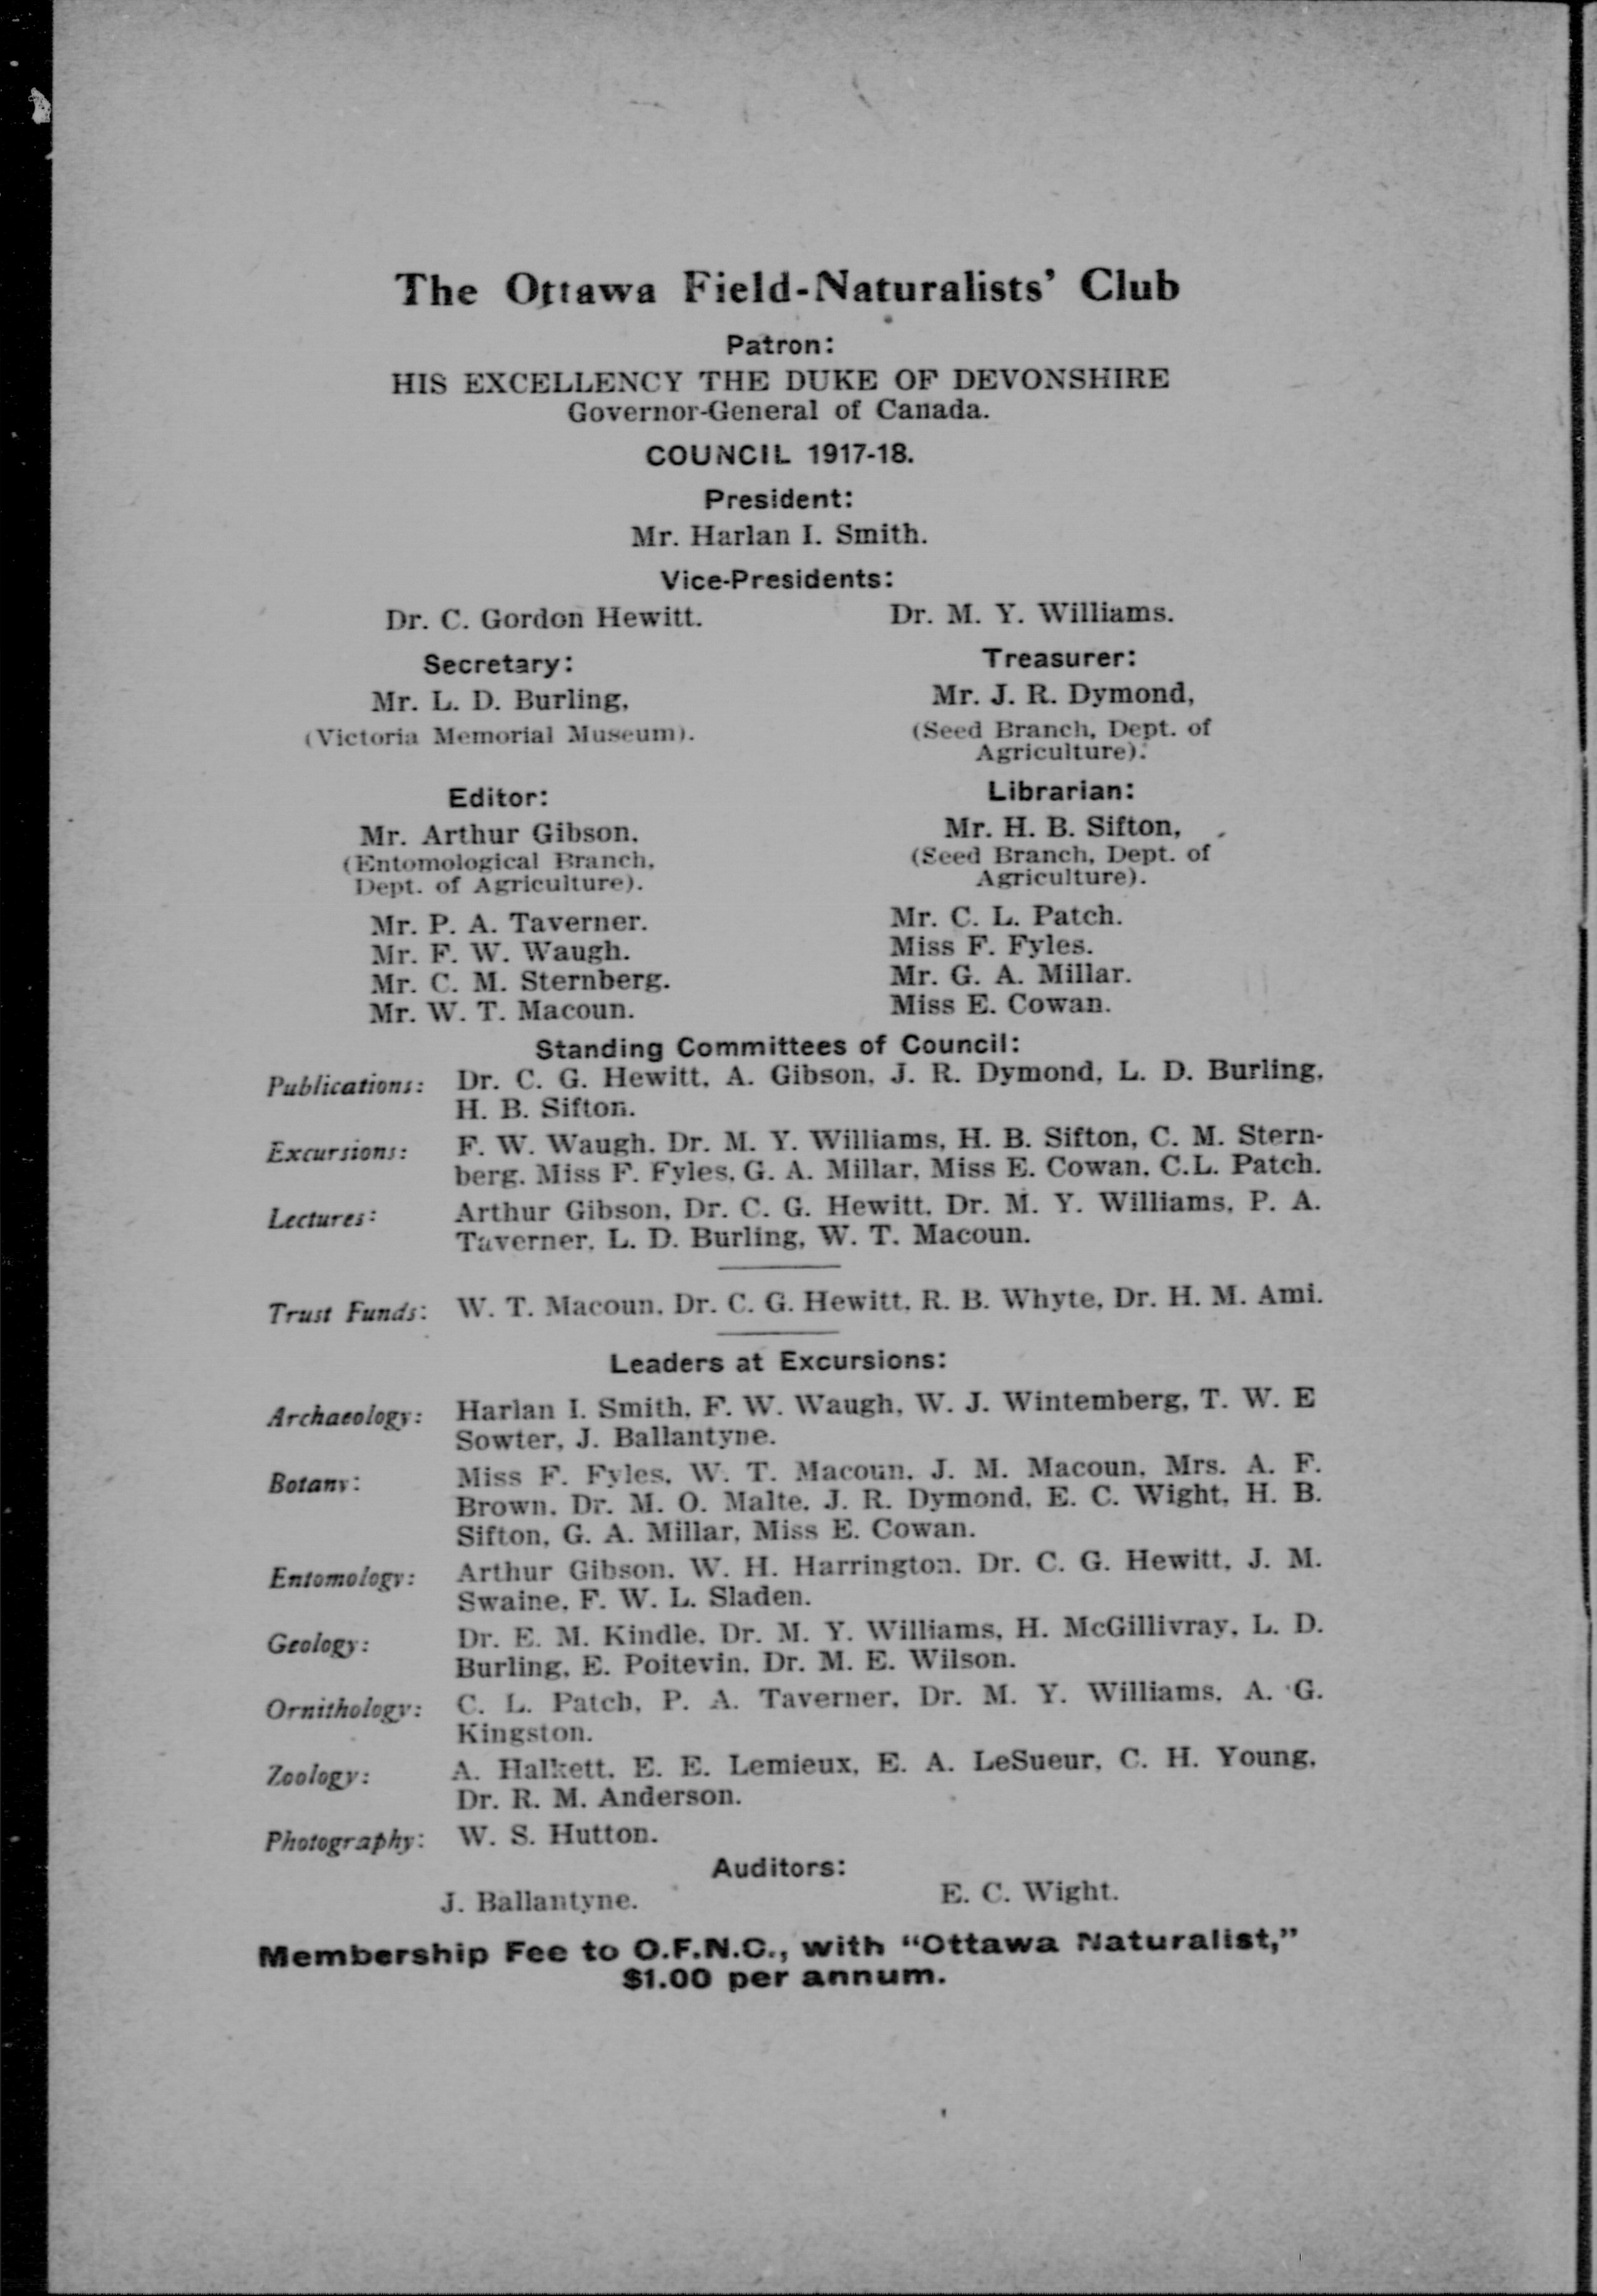 The Ottawa Field-Naturalists' Club
Patron:
HIS EXCELLENCY THE DUKE OF DEVONSHIRE
Governor-General of Canada.
COUNCIL 1917-18.
President:
Mr. Harlan I. Smith.
Vice-Presidents:
Dr. C. Gordon Hewitt. Dr. M. Y. Williams.
Secretary: Treasurer:
Mr. L. D. Burling, Mr. J. R. Dymond,
(Victoria Memorial Museum). (Seed Branch, Dept. of
Agriculture).
Editor: Librarian:
Mr. Arthur Gibson, Mr. H. B. Sifton,
(Entomological Branch, (Seed Branch, Dept. of
Dept. of Agriculture). Agriculture).
Mr. P. A. Taverner. Mr. C. L. Patch.
Mr. F. W. Waugh. Miss F. Fyles.
Mr. C. M. Sternberg. Mr. G. A. Millar.
Mr. W. T. Macoun. Miss E. Cowan.
Standing Committees of Council:
Publications: Dr. C. G. Hewitt, A. Gibson, J. R. Dymond, L. D. Burling,
H. B. Sifton.
Excursions: F. W. Waugh, Dr. M. Y. Williams, H. B. Sifton, C. M. Stern-
berg, Miss F. Fyles, G. A. Millar, Miss E. Cowan, C.L. Patch.
Lectures: Arthur Gibson, Dr. C. G. Hewitt, Dr. M. Y. Williams, P. A.
Taverner, L. D. Burling, W. T. Macoun.
Trust Funds: W. T. Macoun, Dr. C. G. Hewitt, R. B. Whyte, Dr. H. M. Ami.
Leaders at Excursions:
Archaeology: Harlan I. Smith, F. W. Waugh, W. J. Wintemberg, T. W. E
Sowter, J. Ballantyne.
Botany: Miss F. Fyles, W. T. Macoun, J. M. Macoun, Mrs. A. F.
Brown, Dr. M. O. Malte, J. R. Dymond, E. C. Wight, H. B.
Sifton, G. A. Millar, Miss E. Cowan.
Entomology: Arthur Gibson, W. H. Harrington, Dr. C. G. Hewitt, J. M.
Swaine, F. W. L. Sladen.
Geology: Dr. E. M. Kindle, Dr. M. Y. Williams, H. McGillivray, L. D.
Burling, E. Poitevin, Dr. M. E. Wilson.
Ornithology: C. L. Patch, P. A. Taverner, Dr. M. Y. Williams, A. G.
Kingston.
Zoology: A. Halkett, E. E. Lemieux, E. A. LeSueur, C. H. Young,
Dr. R. M. Anderson.
Photography: W. S. Hutton.
Auditors:
J. Ballantyne. E. C. Wight.
Membership Fee to O.F.N.C., with "Ottawa Naturalist,"
$1.00 per annum.